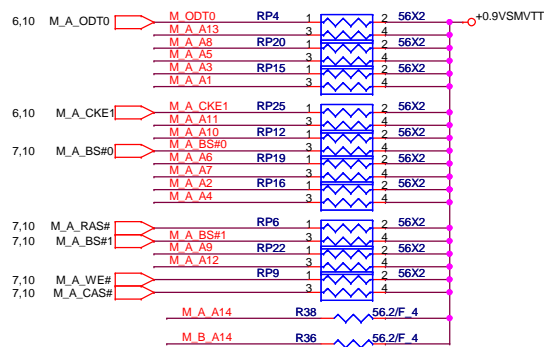 +0.9VSMVTT
6,10 M_A_ODT0 M_ODT0 RP4 1 2 56X2
M_A_A13 3 4
M_A_A8 RP20 1 2 56X2
M_A_A5 3 4
M_A_A3 RP15 1 2 56X2
M_A_A1 3 4
6,10 M_A_CKE1 M_A_CKE1 RP25 1 2 56X2
M_A_A11 3 4
M_A_A10 RP12 1 2 56X2
7,10 M_A_BS#0 M_A_BS#0 3 4
M_A_A6 RP19 1 2 56X2
M_A_A7 3 4
M_A_A2 RP16 1 2 56X2
M_A_A4 3 4
7,10 M_A_RAS# RP6 1 2 56X2
7,10 M_A_BS#1 M_A_BS#1 3 4
M_A_A9 RP22 1 2 56X2
M_A_A12 3 4
7,10 M_A_WE# RP9 1 2 56X2
7,10 M_A_CAS# 3 4
M_A_A14 R38 56.2/F_4
M_B_A14 R36 56.2/F_4